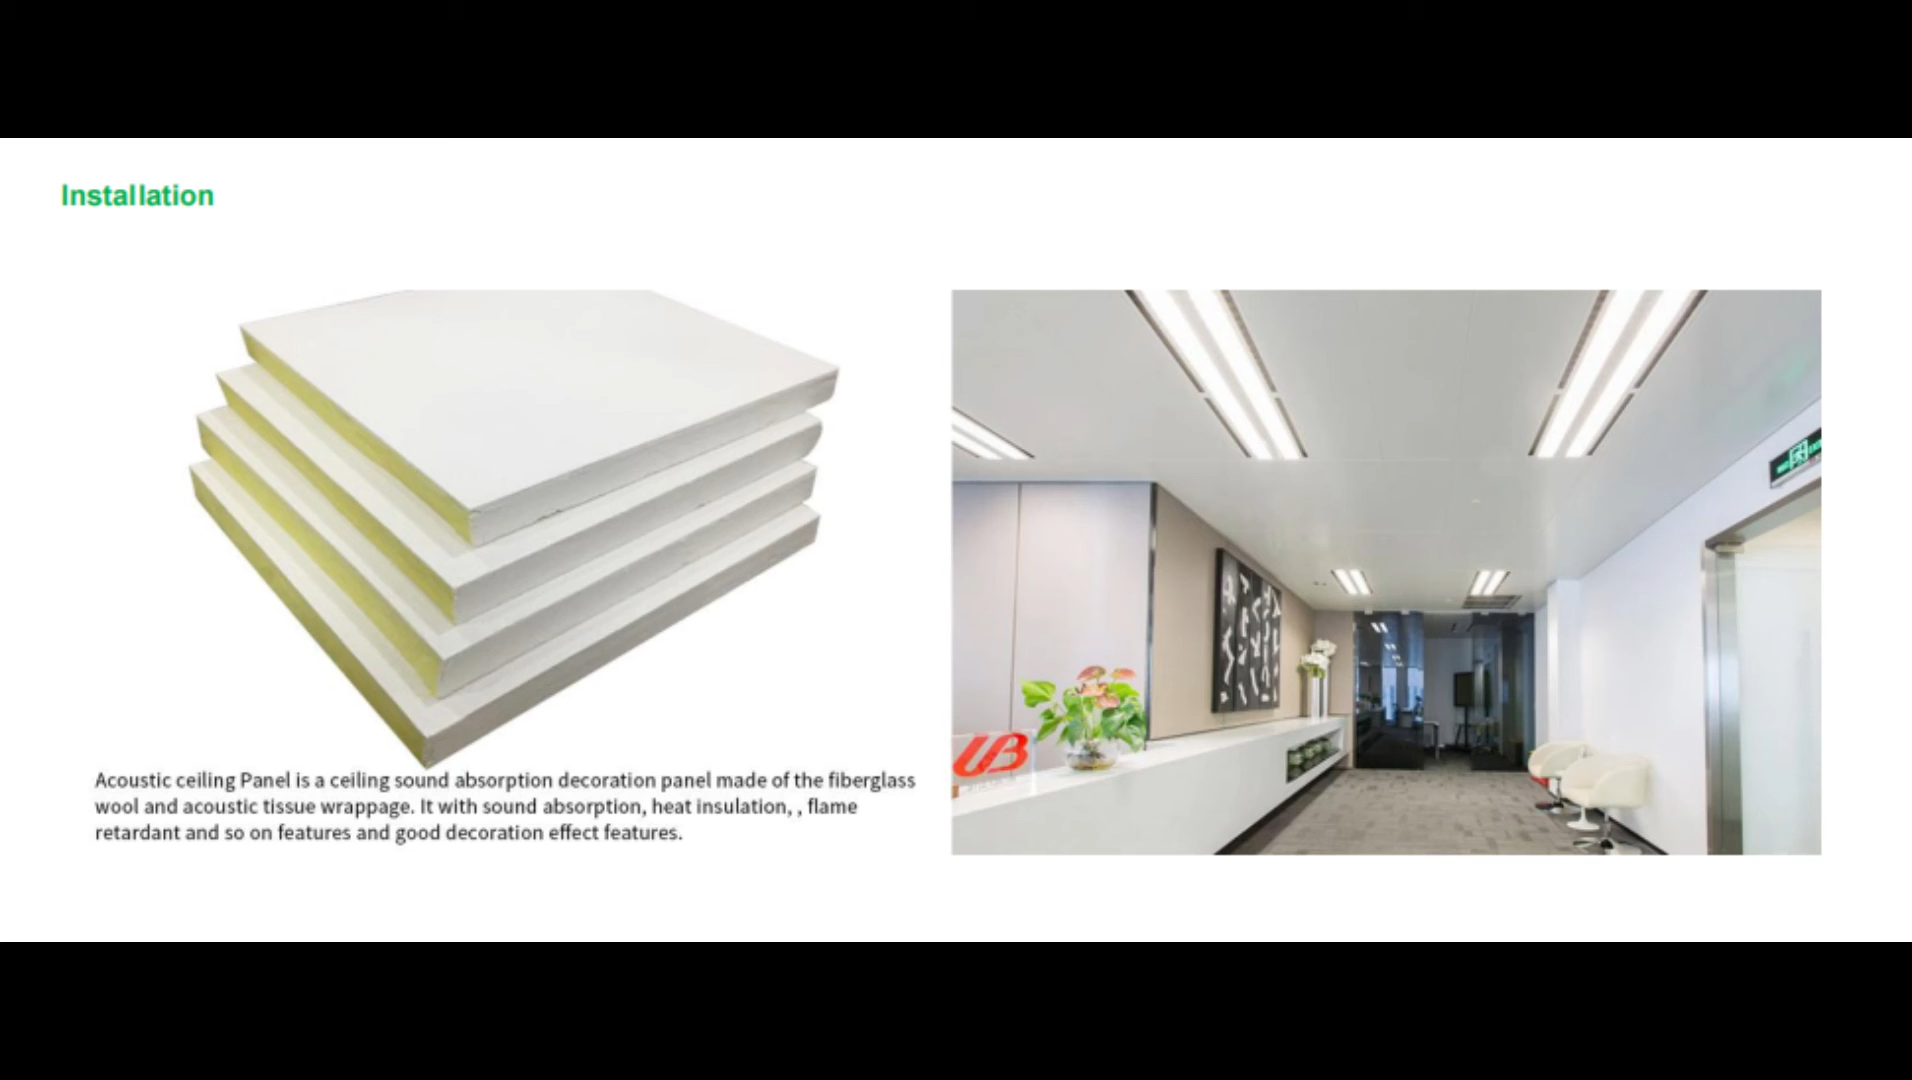 Installation
Acoustic ceiling Panel is a ceiling sound absorption decoration panel made of the fiberglass
wool and acoustic tissue wrappage. It with sound absorption, heat insulation, , flame
retardant and so on features and good decoration effect features.
UB